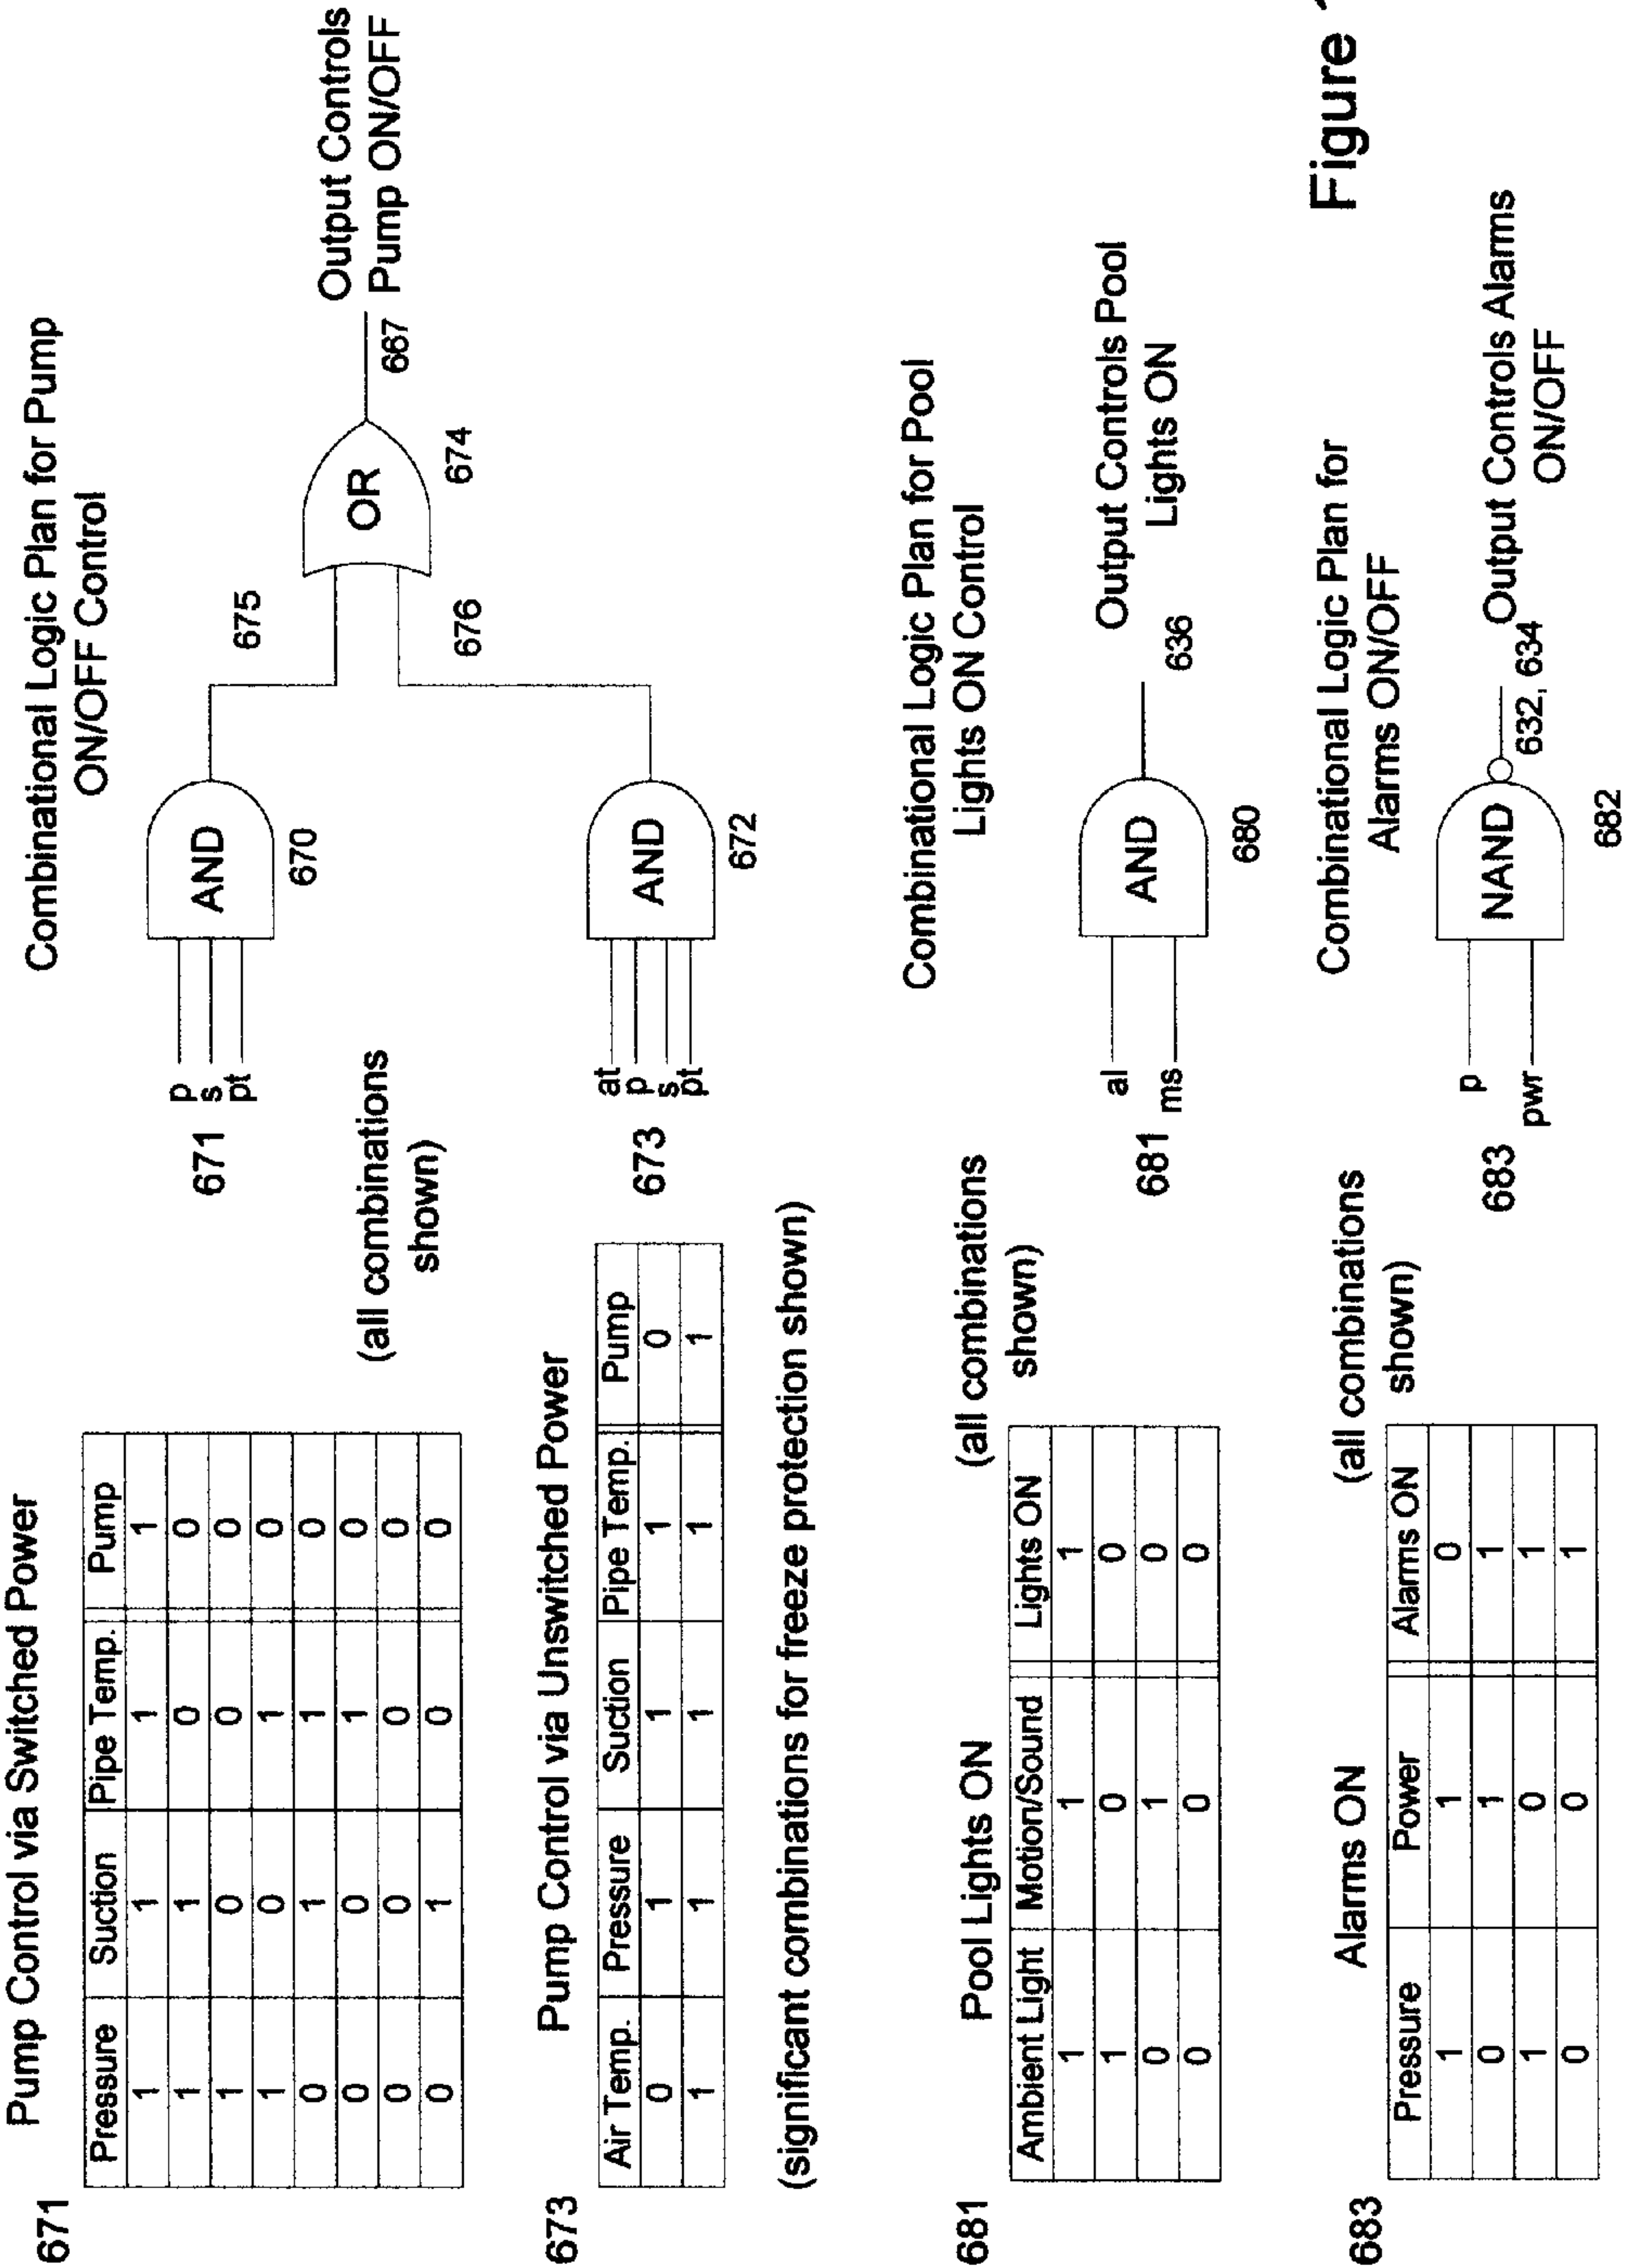 671
Pump Control via Switched Power
Pressure Suction Pipe Temp. Pump
1 1 1 1
1 1 0 0
1 0 0 0
1 0 1 0
0 1 1 0
0 0 1 0
0 0 0 0
0 1 0 0
(all combinations
shown)
Combinational Logic Plan for Pump
ON/OFF Control
671
p
s
pt
AND
670
675
OR
674
676
667
Output Controls
Pump ON/OFF
673
Pump Control via Unswitched Power
Air Temp. Pressure Suction Pipe Temp. Pump
0 1 1 1 0
1 1 1 1 1
(significant combinations for freeze protection shown)
673
at
p
s
pt
AND
672
681
Pool Lights ON
Ambient Light Motion/Sound Lights ON
1 1 1
1 0 0
0 1 0
0 0 0
(all combinations
shown)
Combinational Logic Plan for Pool
Lights ON Control
681
al
ms
AND
680
636
Output Controls Pool
Lights ON
683
Alarms ON
Pressure Power Alarms ON
1 1 0
0 1 1
1 0 1
0 0 1
(all combinations
shown)
Combinational Logic Plan for
Alarms ON/OFF
683
p
pwr
NAND
682
632, 634
Output Controls Alarms
ON/OFF
Figure